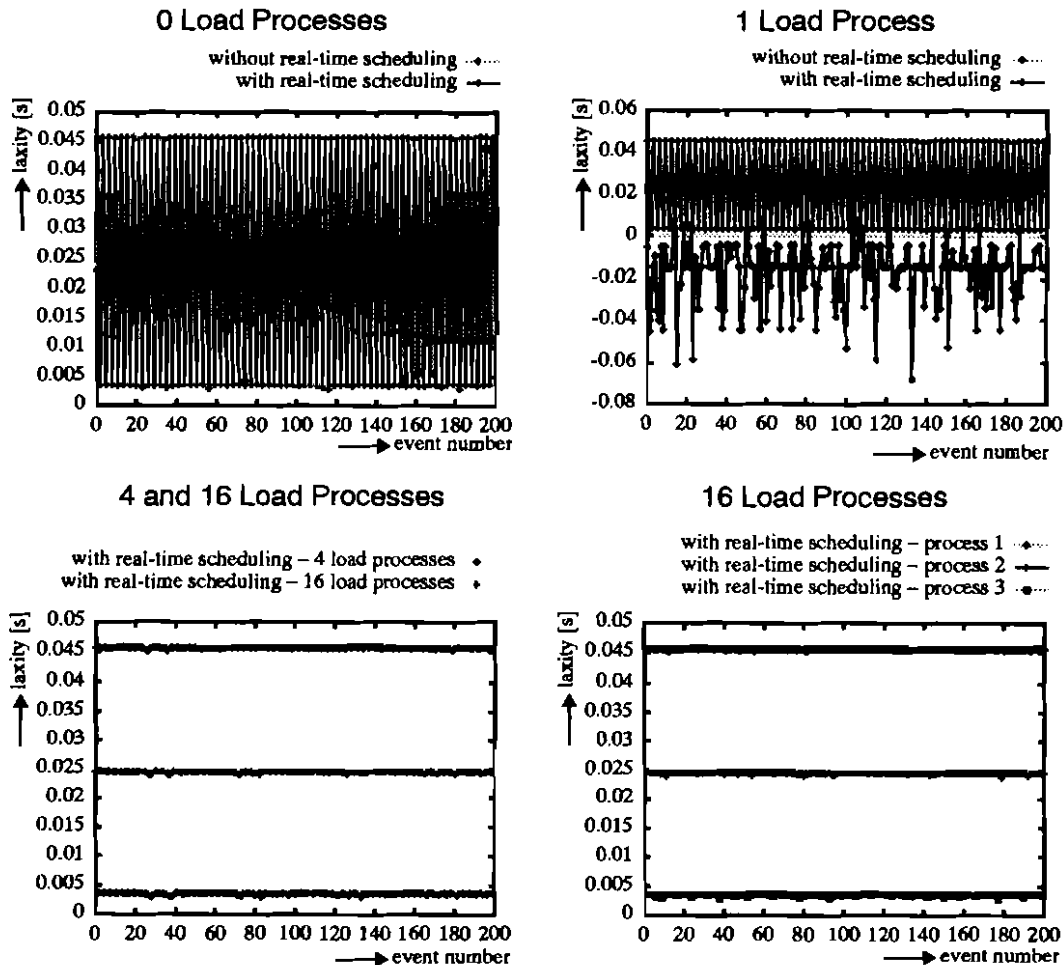 0 Load Processes
without real-time scheduling
with real-time scheduling
laxity [s]
0.05
0.045
0.04
0.035
0.03
0.025
0.02
0.015
0.01
0.005
0
0 20 40 60 80 100 120 140 160 180 200
event number
1 Load Process
without real-time scheduling
with real-time scheduling
laxity [s]
0.06
0.04
0.02
0
-0.02
-0.04
-0.06
-0.08
0 20 40 60 80 100 120 140 160 180 200
event number
4 and 16 Load Processes
with real-time scheduling – 4 load processes
with real-time scheduling – 16 load processes
laxity [s]
0.05
0.045
0.04
0.035
0.03
0.025
0.02
0.015
0.01
0.005
0
0 20 40 60 80 100 120 140 160 180 200
event number
16 Load Processes
with real-time scheduling – process 1
with real-time scheduling – process 2
with real-time scheduling – process 3
laxity [s]
0.05
0.045
0.04
0.035
0.03
0.025
0.02
0.015
0.01
0.005
0
0 20 40 60 80 100 120 140 160 180 200
event number